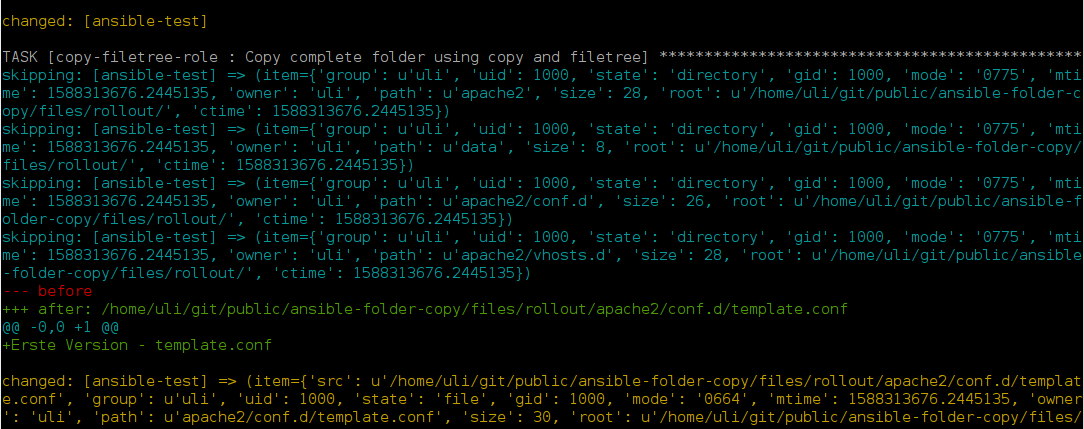 changed: [ansible-test]
TASK [copy-filetree-role : Copy complete folder using copy and filetree] ***********************************************
skipping: [ansible-test] => (item={'group': u'uli', 'uid': 1000, 'state': 'directory', 'gid': 1000, 'mode': '0775', 'mti
me': 1588313676.2445135, 'owner': 'uli', 'path': u'apache2', 'size': 28, 'root': u'/home/uli/git/public/ansible-folder-c
opy/files/rollout/', 'ctime': 1588313676.2445135})
skipping: [ansible-test] => (item={'group': u'uli', 'uid': 1000, 'state': 'directory', 'gid': 1000, 'mode': '0775', 'mti
me': 1588313676.2445135, 'owner': 'uli', 'path': u'data', 'size': 8, 'root': u'/home/uli/git/public/ansible-folder-copy/
files/rollout/', 'ctime': 1588313676.2445135})
skipping: [ansible-test] => (item={'group': u'uli', 'uid': 1000, 'state': 'directory', 'gid': 1000, 'mode': '0775', 'mti
me': 1588313676.2445135, 'owner': 'uli', 'path': u'apache2/conf.d', 'size': 26, 'root': u'/home/uli/git/public/ansible-f
older-copy/files/rollout/', 'ctime': 1588313676.2445135})
skipping: [ansible-test] => (item={'group': u'uli', 'uid': 1000, 'state': 'directory', 'gid': 1000, 'mode': '0775', 'mti
me': 1588313676.2445135, 'owner': 'uli', 'path': u'apache2/vhosts.d', 'size': 28, 'root': u'/home/uli/git/public/ansible
-folder-copy/files/rollout/', 'ctime': 1588313676.2445135})
--- before
+++ after: /home/uli/git/public/ansible-folder-copy/files/rollout/apache2/conf.d/template.conf
@@ -0,0 +1 @@
+Erste Version - template.conf
changed: [ansible-test] => (item={'src': u'/home/uli/git/public/ansible-folder-copy/files/rollout/apache2/conf.d/templat
e.conf', 'group': u'uli', 'uid': 1000, 'state': 'file', 'gid': 1000, 'mode': '0664', 'mtime': 1588313676.2445135, 'owner
': 'uli', 'path': u'apache2/conf.d/template.conf', 'size': 30, 'root': u'/home/uli/git/public/ansible-folder-copy/files/